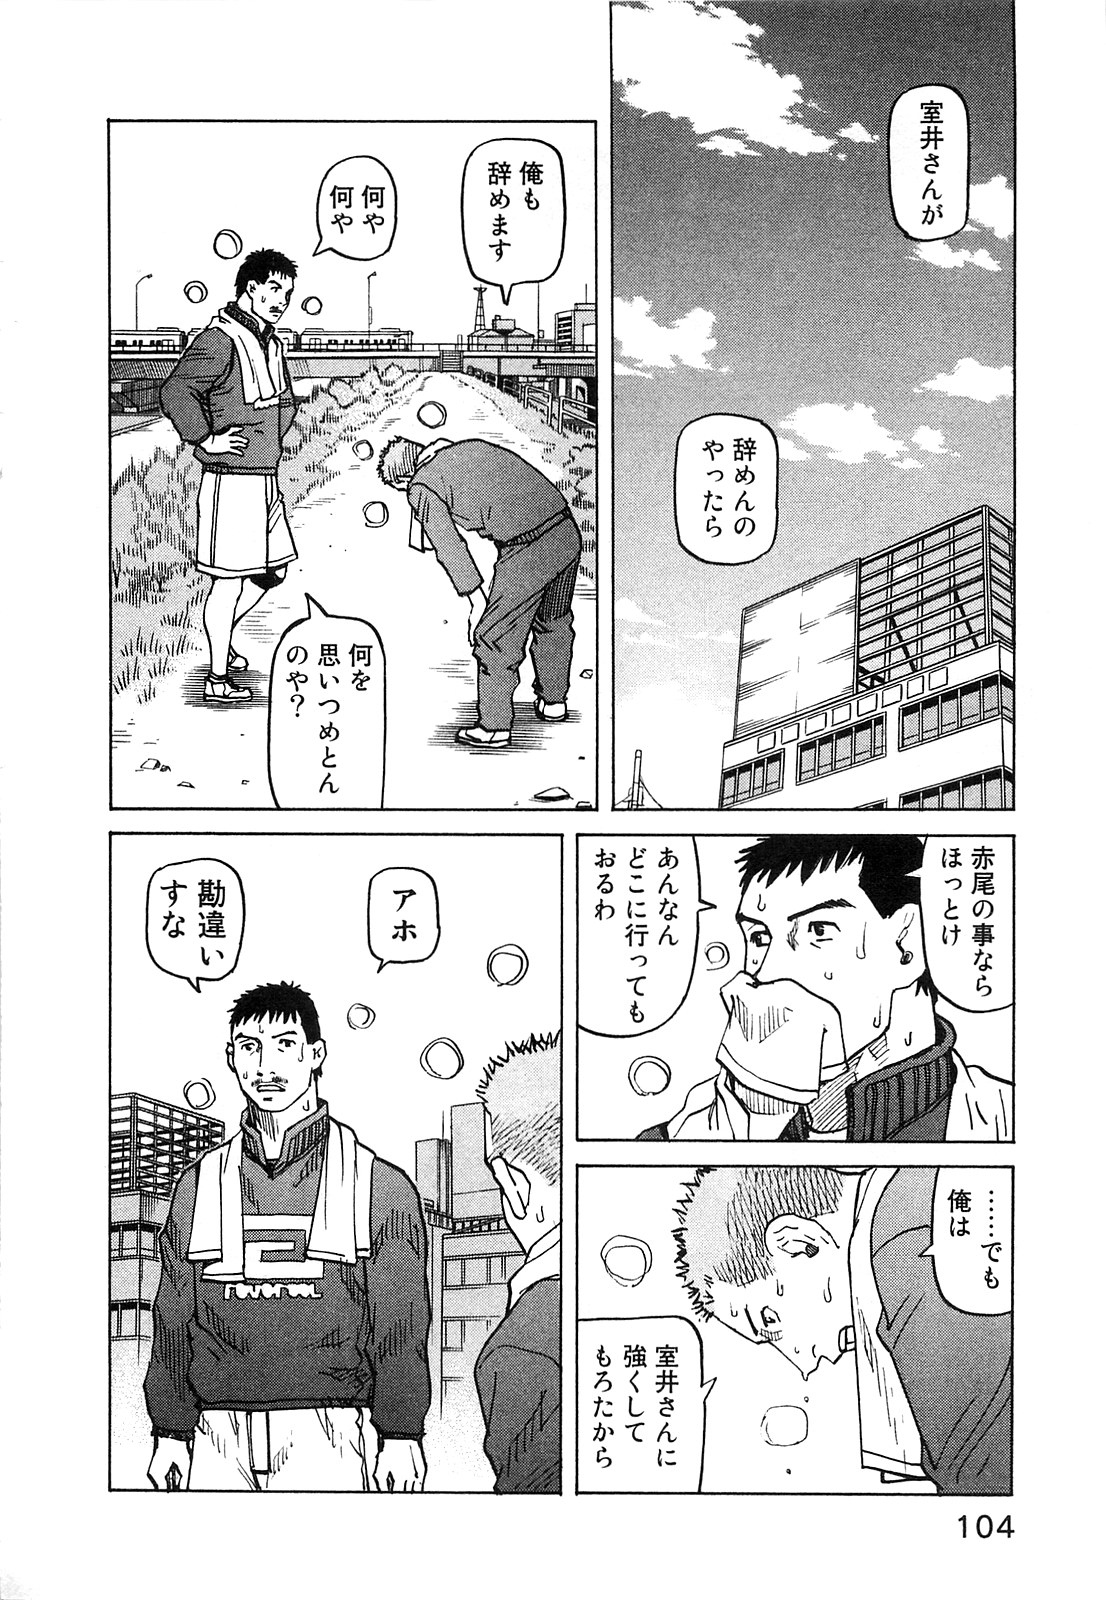 室井さんが
辞めんの
やったら
俺も
辞めます
何や
何や
何を
思いつめとん
のや？
赤尾の事なら
ほっとけ
あんなん
どこに行っても
おるわ
……でも
俺は
室井さんに
強くして
もろたから
アホ
勘違い
すな
104